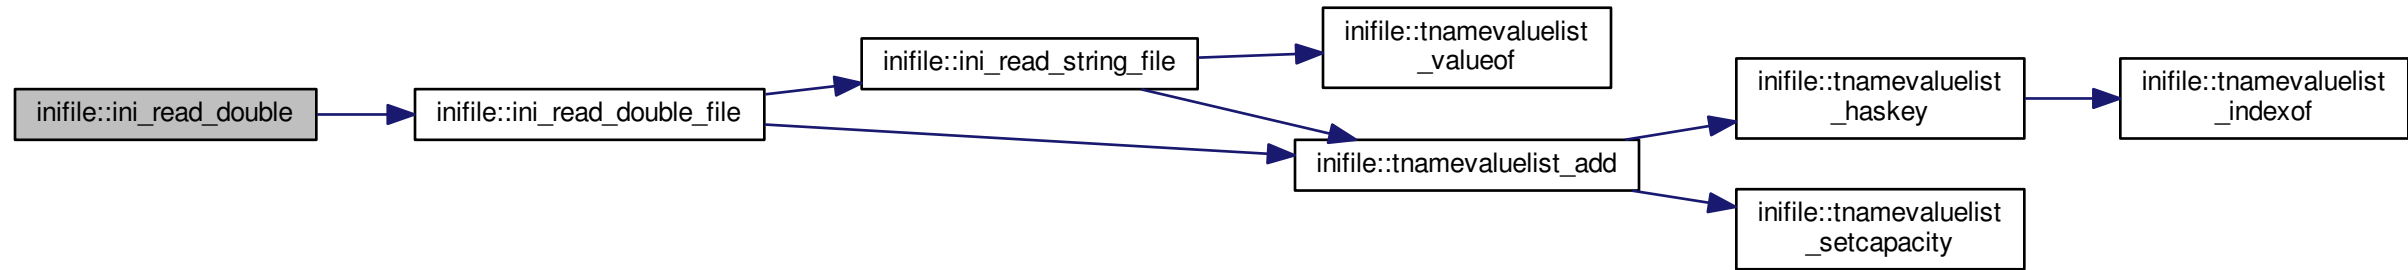 inifile::ini_read_double
inifile::ini_read_double_file
inifile::ini_read_string_file
inifile::tnamevaluelist
_valueof
inifile::tnamevaluelist_add
inifile::tnamevaluelist
_haskey
inifile::tnamevaluelist
_setcapacity
inifile::tnamevaluelist
_indexof